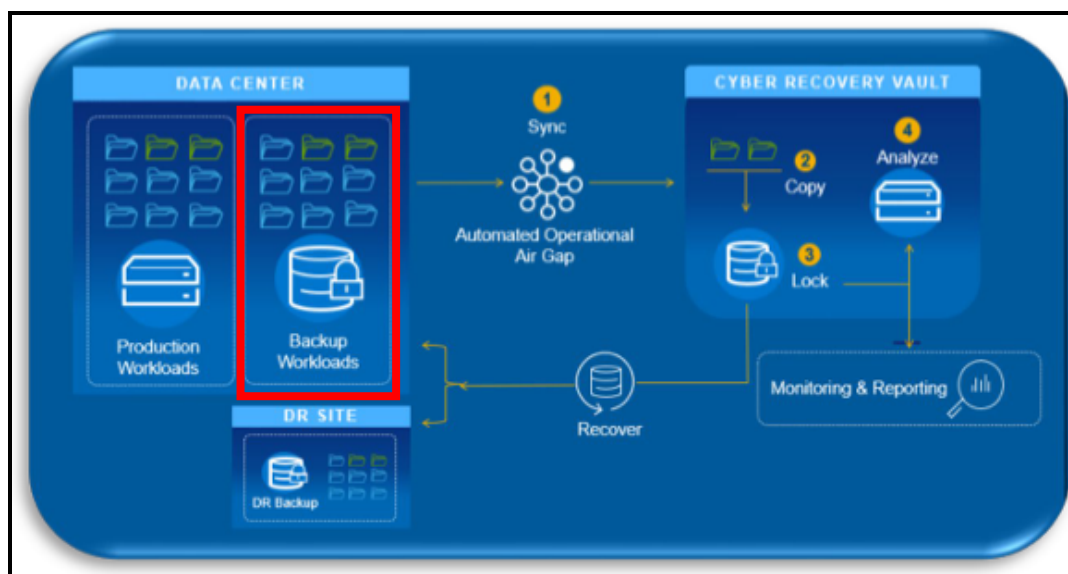 DATA CENTER
Production
Workloads
Backup
Workloads
DR SITE
DR Backup
1
Sync
Automated Operational
Air Gap
CYBER RECOVERY VAULT
2
Copy
3
Lock
4
Analyze
Recover
Monitoring & Reporting